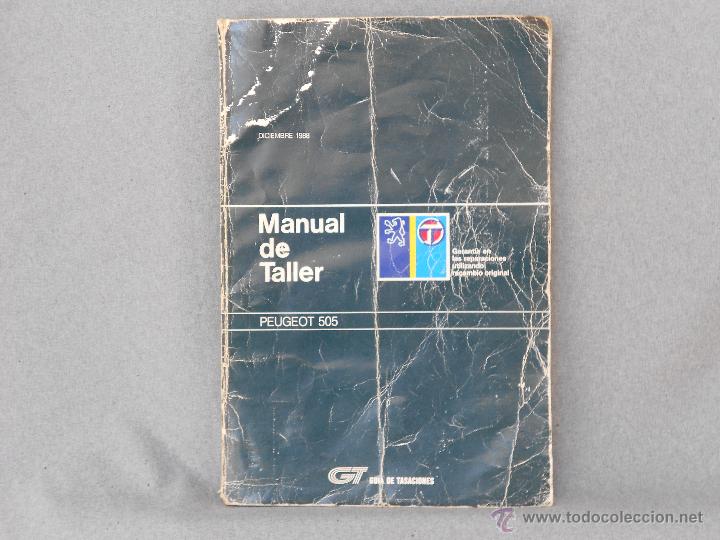 DICIEMBRE 1988
Manual
de
Taller
T
Garantía en
las reparaciones
utilizando
recambio original
PEUGEOT 505
GT GUIA DE TASACIONES
© www.todocoleccion.net